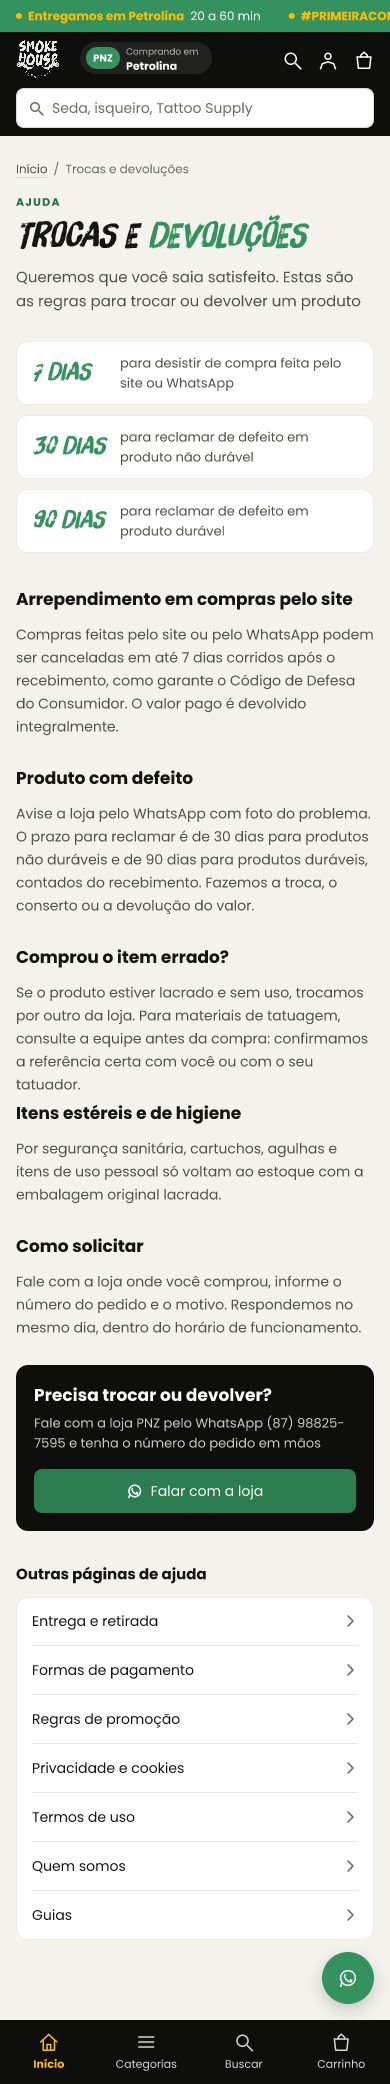 Entregamos em Petrolina 20 a 60 min #PRIMEIRACO
SMOKE
HOUSE
PNZ
Comprando em
Petrolina
Seda, isqueiro, Tattoo Supply
Início / Trocas e devoluções
AJUDA
TROCAS E DEVOLUÇÕES
Queremos que você saia satisfeito. Estas são
as regras para trocar ou devolver um produto
7 DIAS
para desistir de compra feita pelo
site ou WhatsApp
30 DIAS
para reclamar de defeito em
produto não durável
90 DIAS
para reclamar de defeito em
produto durável
Arrependimento em compras pelo site
Compras feitas pelo site ou pelo WhatsApp podem
ser canceladas em até 7 dias corridos após o
recebimento, como garante o Código de Defesa
do Consumidor. O valor pago é devolvido
integralmente.
Produto com defeito
Avise a loja pelo WhatsApp com foto do problema.
O prazo para reclamar é de 30 dias para produtos
não duráveis e de 90 dias para produtos duráveis,
contados do recebimento. Fazemos a troca, o
conserto ou a devolução do valor.
Comprou o item errado?
Se o produto estiver lacrado e sem uso, trocamos
por outro da loja. Para materiais de tatuagem,
consulte a equipe antes da compra: confirmamos
a referência certa com você ou com o seu
tatuador.
Itens estéreis e de higiene
Por segurança sanitária, cartuchos, agulhas e
itens de uso pessoal só voltam ao estoque com a
embalagem original lacrada.
Como solicitar
Fale com a loja onde você comprou, informe o
número do pedido e o motivo. Respondemos no
mesmo dia, dentro do horário de funcionamento.
Precisa trocar ou devolver?
Fale com a loja PNZ pelo WhatsApp (87) 98825-
7595 e tenha o número do pedido em mãos
Falar com a loja
Outras páginas de ajuda
Entrega e retirada
Formas de pagamento
Regras de promoção
Privacidade e cookies
Termos de uso
Quem somos
Guias
Início
Categorias
Buscar
Carrinho